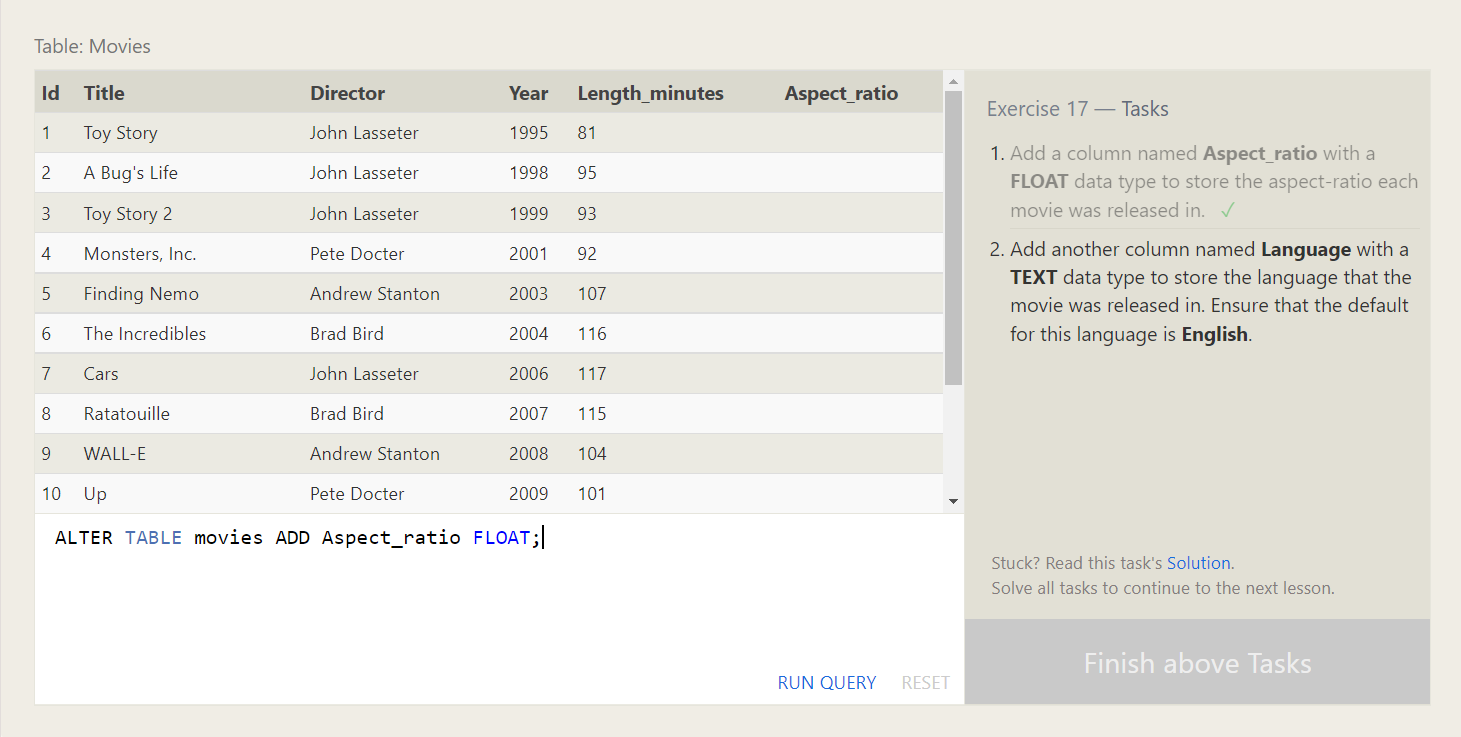 Table: Movies
Id Title Director Year Length_minutes Aspect_ratio
1 Toy Story John Lasseter 1995 81
2 A Bug's Life John Lasseter 1998 95
3 Toy Story 2 John Lasseter 1999 93
4 Monsters, Inc. Pete Docter 2001 92
5 Finding Nemo Andrew Stanton 2003 107
6 The Incredibles Brad Bird 2004 116
7 Cars John Lasseter 2006 117
8 Ratatouille Brad Bird 2007 115
9 WALL-E Andrew Stanton 2008 104
10 Up Pete Docter 2009 101
ALTER TABLE movies ADD Aspect_ratio FLOAT;
RUN QUERY RESET
Exercise 17 — Tasks
1. Add a column named Aspect_ratio with a
FLOAT data type to store the aspect-ratio each
movie was released in. ✓
2. Add another column named Language with a
TEXT data type to store the language that the
movie was released in. Ensure that the default
for this language is English.
Stuck? Read this task's Solution.
Solve all tasks to continue to the next lesson.
Finish above Tasks